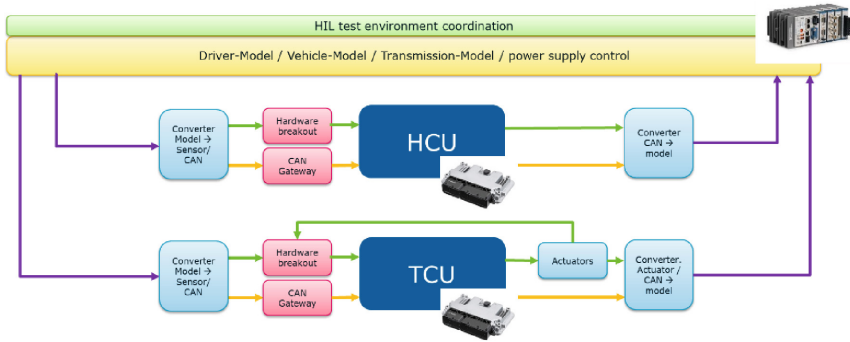 HIL test environment coordination
Driver-Model / Vehicle-Model / Transmission-Model / power supply control
Converter
Model →
Sensor/
CAN
Hardware
breakout
CAN
Gateway
HCU
Converter
CAN →
model
Converter
Model →
Sensor/
CAN
Hardware
breakout
CAN
Gateway
TCU
Actuators
Converter.
Actuator /
CAN →
model